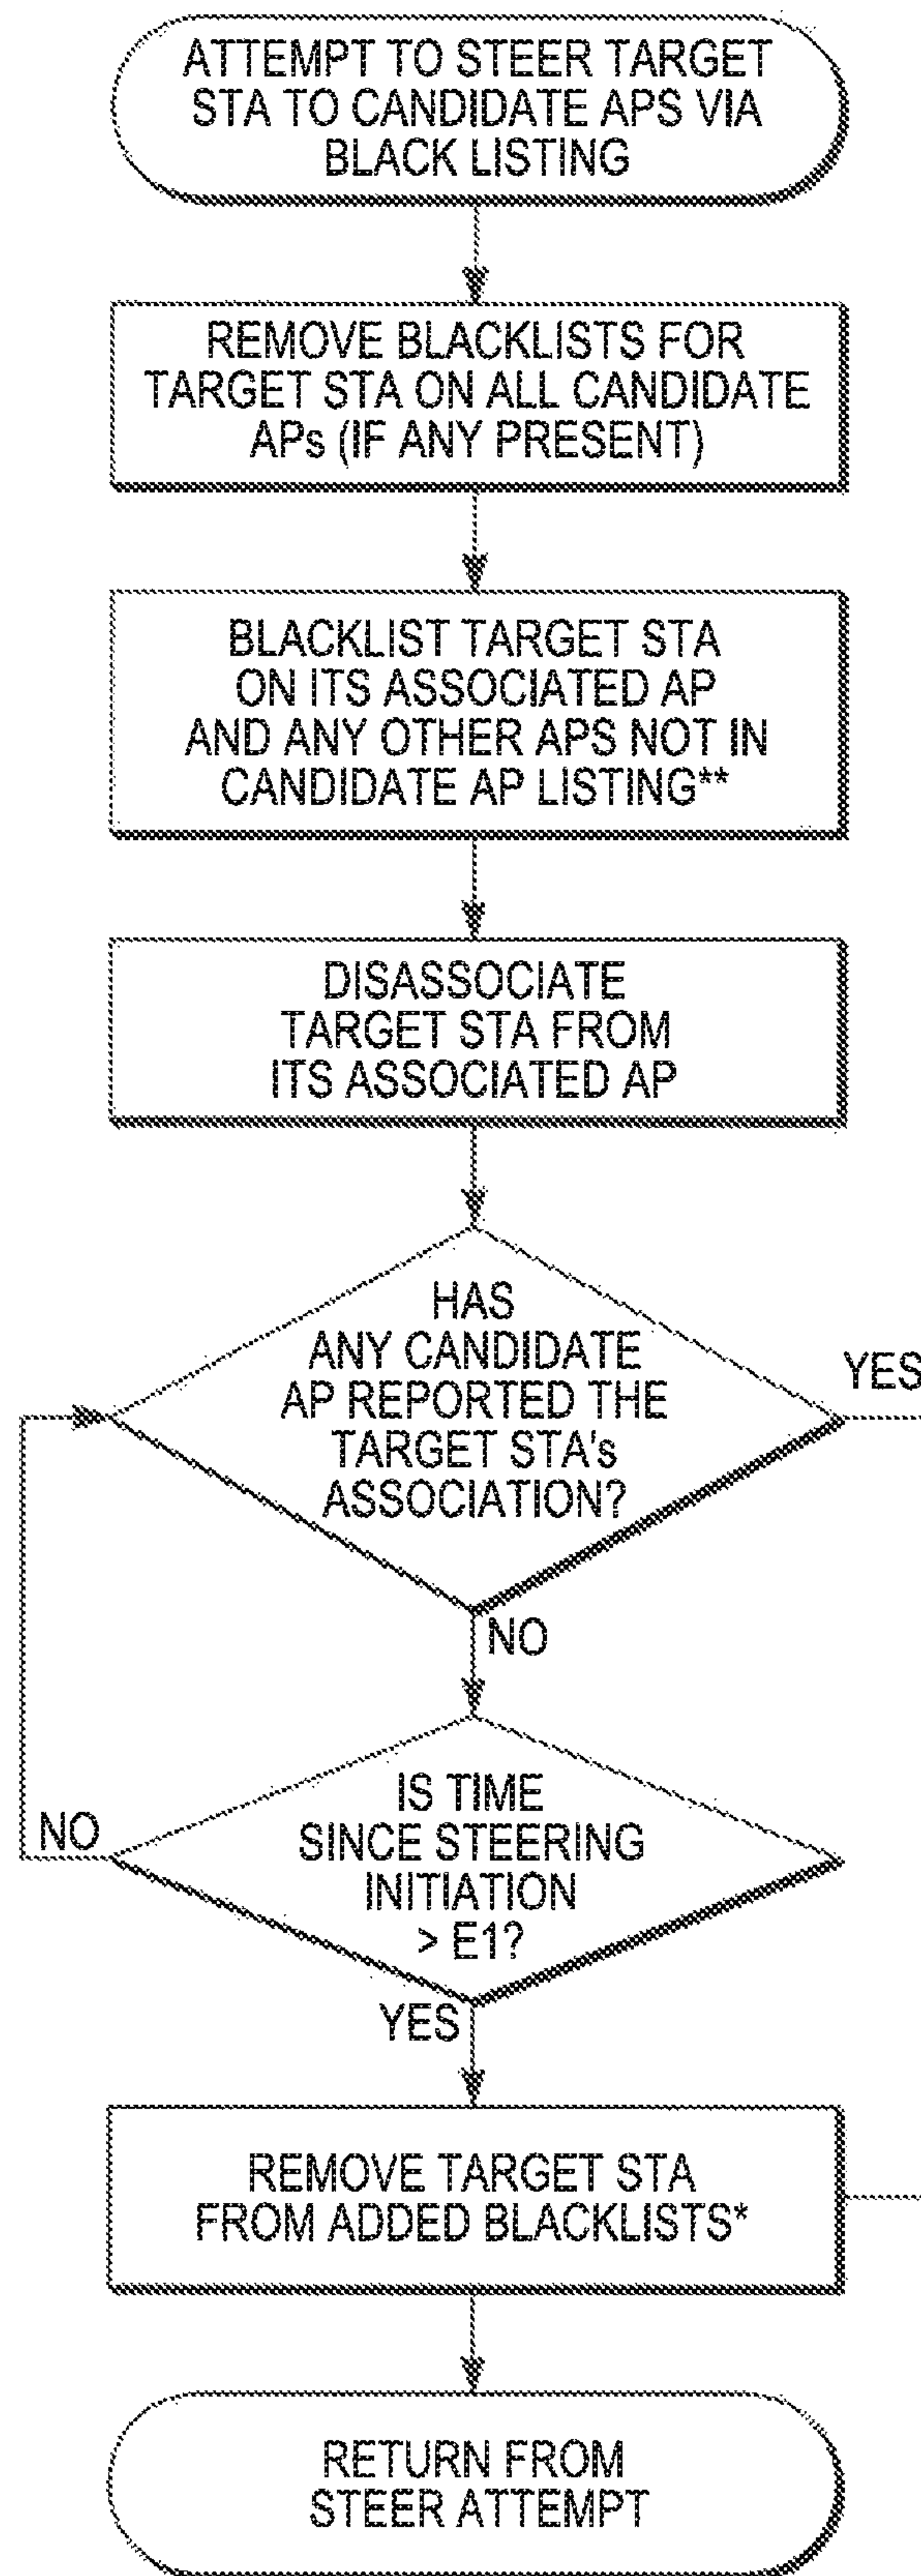 ATTEMPT TO STEER TARGET
STA TO CANDIDATE APS VIA
BLACK LISTING
REMOVE BLACKLISTS FOR
TARGET STA ON ALL CANDIDATE
APs (IF ANY PRESENT)
BLACKLIST TARGET STA
ON ITS ASSOCIATED AP
AND ANY OTHER APS NOT IN
CANDIDATE AP LISTING**
DISASSOCIATE
TARGET STA FROM
ITS ASSOCIATED AP
HAS
ANY CANDIDATE
AP REPORTED THE
TARGET STA's
ASSOCIATION?
YES
NO
IS TIME
SINCE STEERING
INITIATION
> E1?
NO
YES
REMOVE TARGET STA
FROM ADDED BLACKLISTS*
RETURN FROM
STEER ATTEMPT